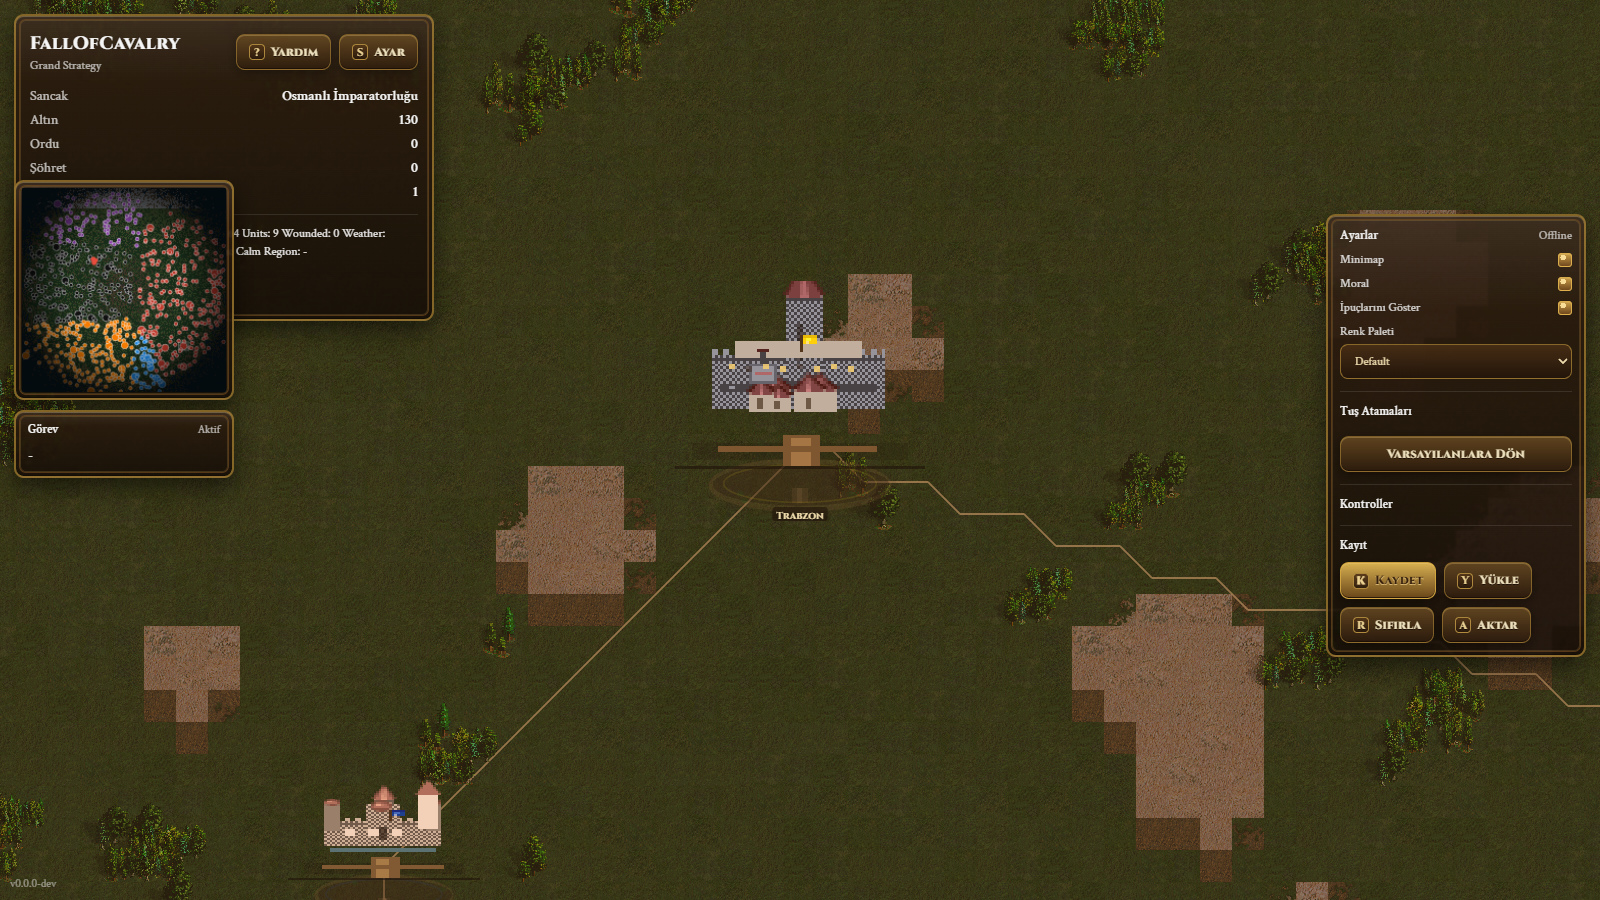 FallOfCavalry
Grand Strategy
? Yardım
S Ayar
Sancak Osmanlı İmparatorluğu
Altın 130
Ordu 0
Şöhret 0
1
4 Units: 9 Wounded: 0 Weather:
Calm Region: -
Görev Aktif
-
Trabzon
Ayarlar Offline
Minimap
Moral
İpuçlarını Göster
Renk Paleti
Default
Tuş Atamaları
Varsayılanlara Dön
Kontroller
Kayıt
K Kaydet
Y Yükle
R Sıfırla
A Aktar
v0.0.0-dev